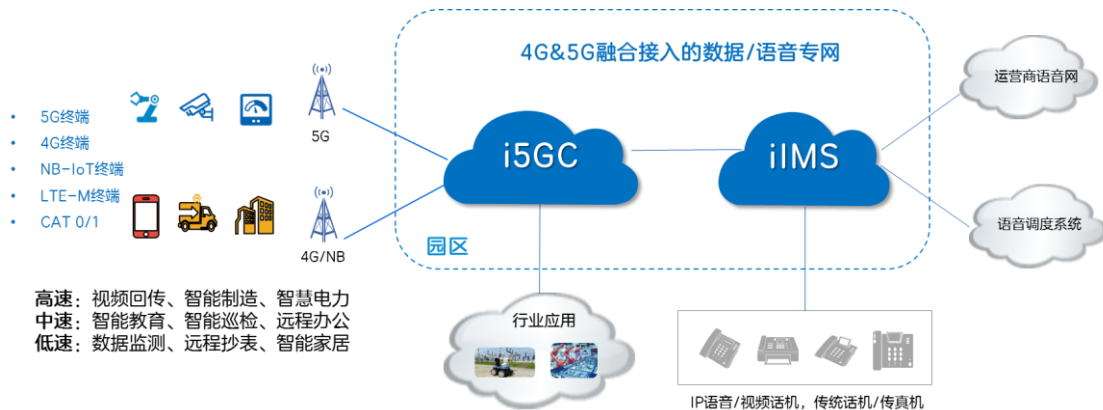 4G&5G融合接入的数据/语音专网
运营商语音网
• 5G终端
• 4G终端
• NB-IoT终端
• LTE-M终端
• CAT 0/1
5G
i5GC
iIMS
4G/NB
园区
语音调度系统
高速：视频回传、智能制造、智慧电力
中速：智能教育、智能巡检、远程办公
低速：数据监测、远程抄表、智能家居
行业应用
IP语音/视频话机，传统话机/传真机